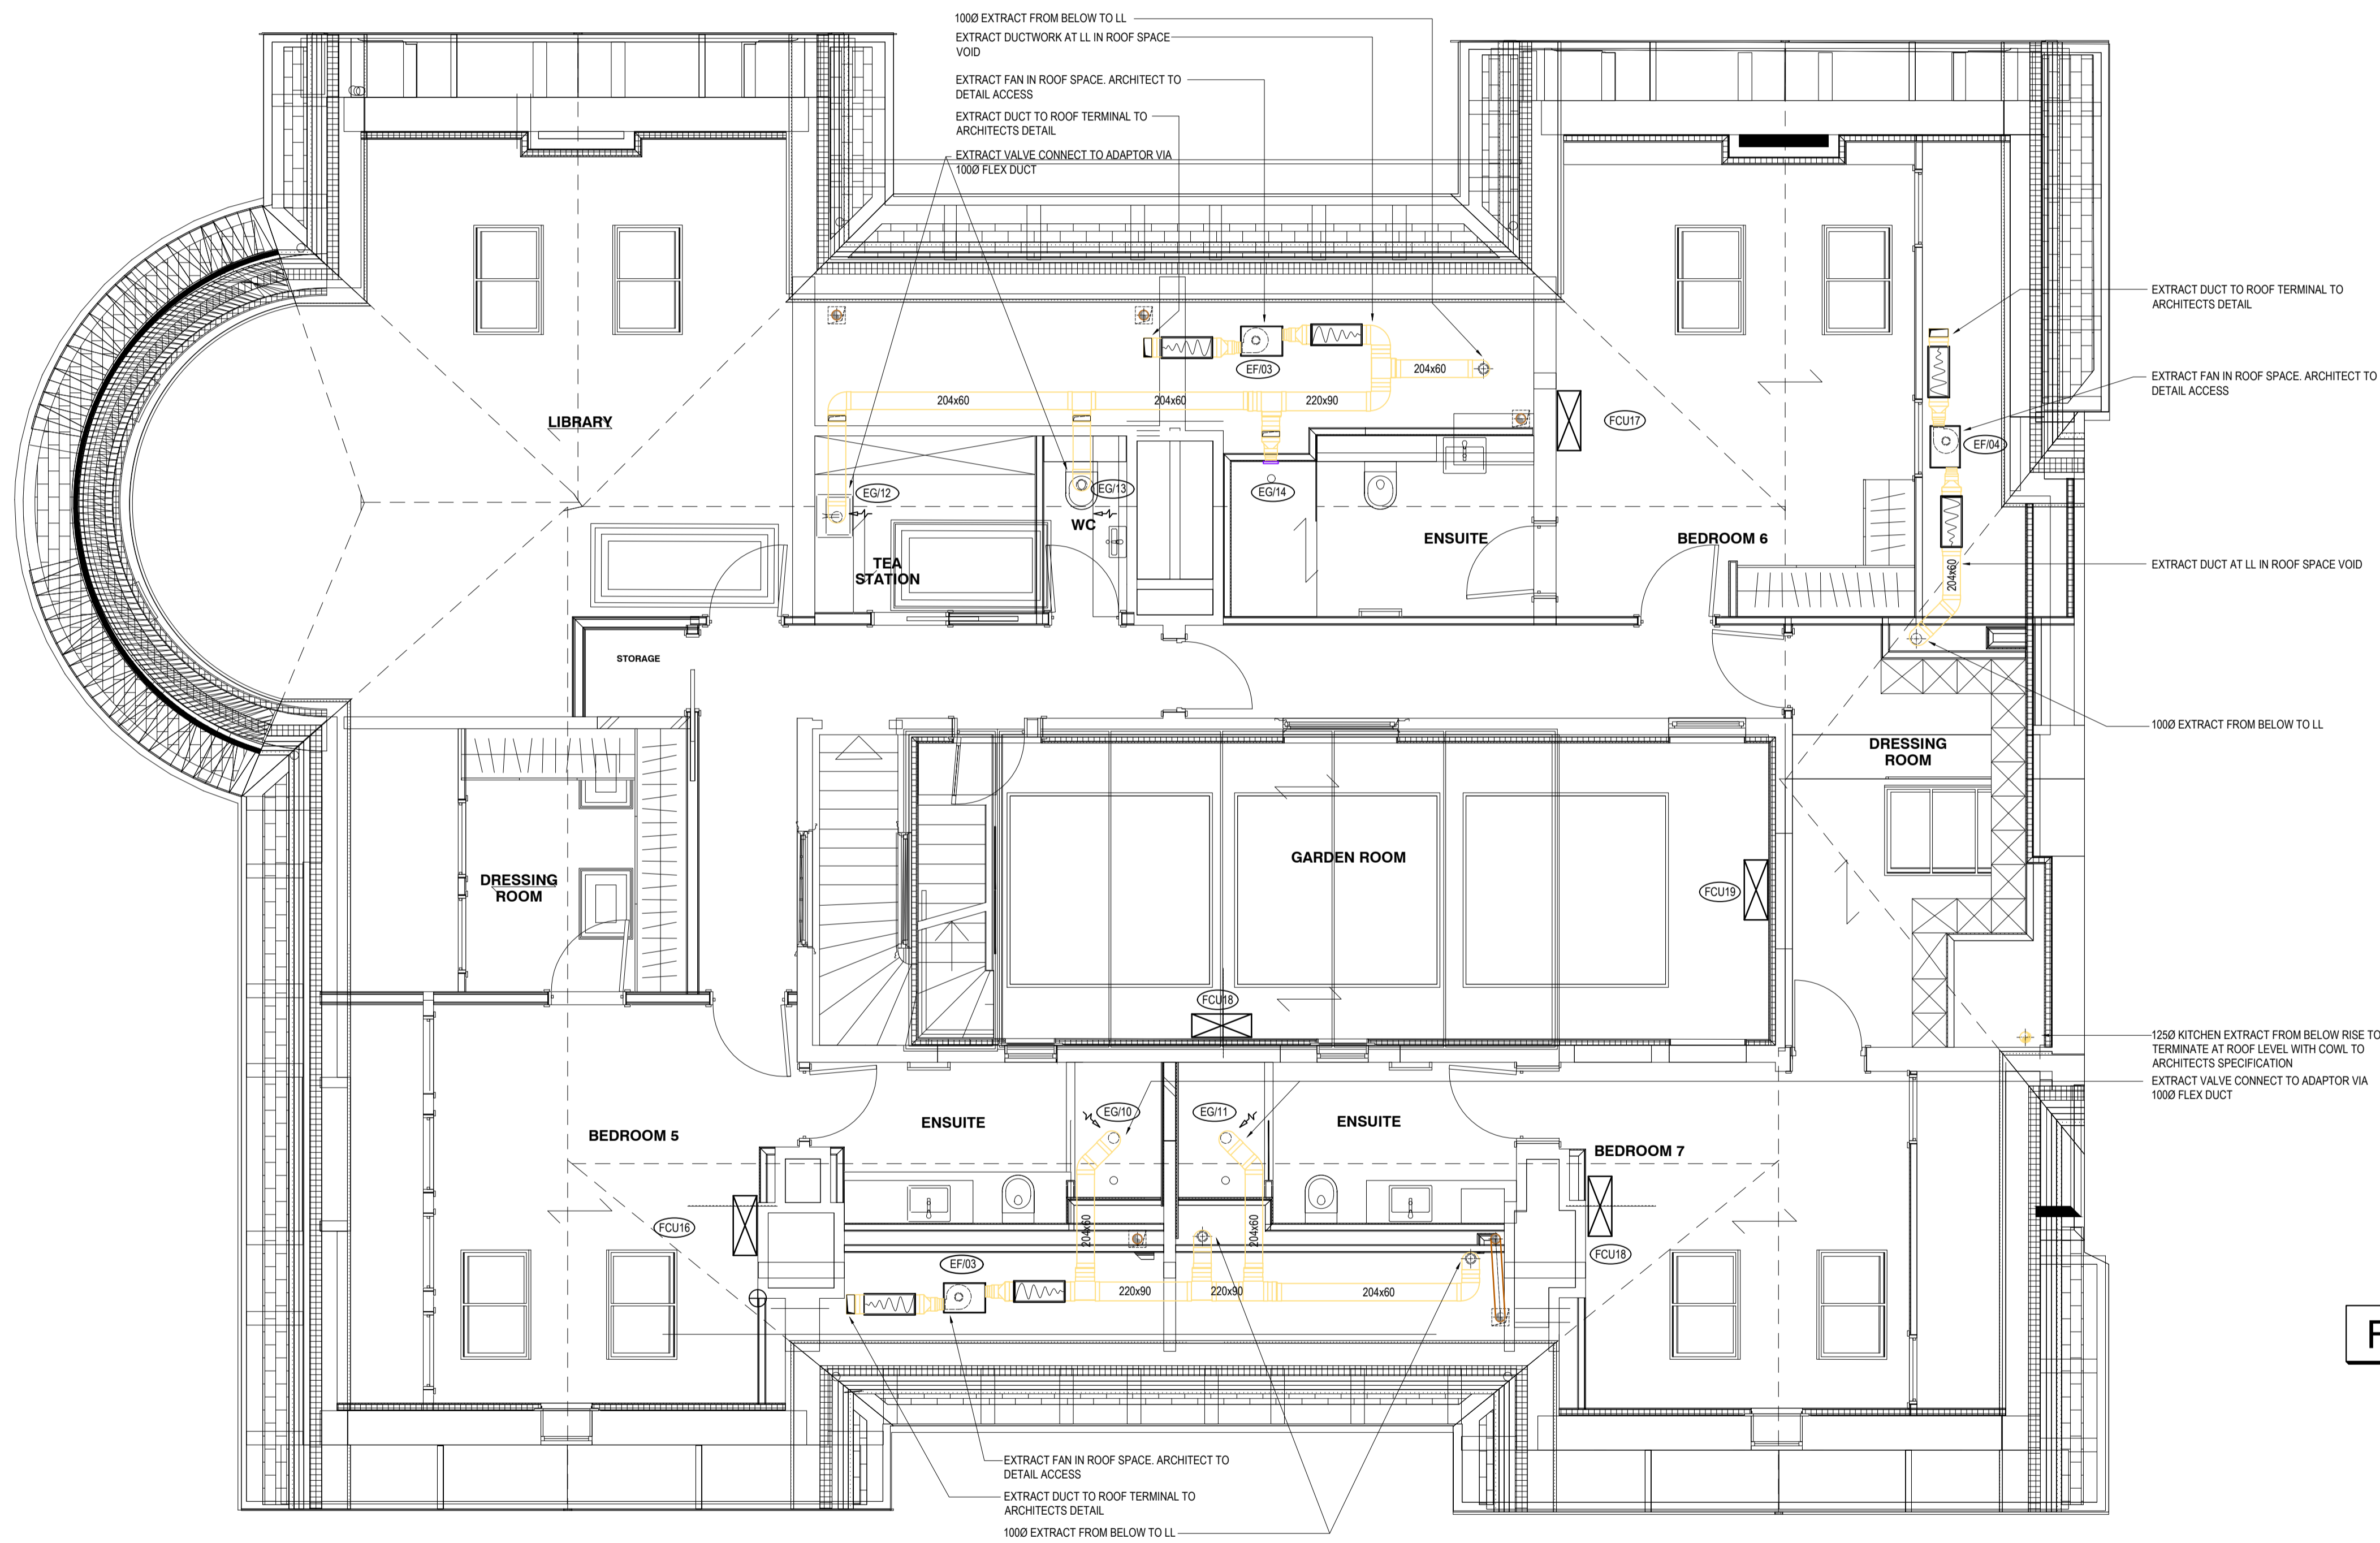 100Ø EXTRACT FROM BELOW TO LL
EXTRACT DUCTWORK AT LL IN ROOF SPACE
VOID
EXTRACT FAN IN ROOF SPACE. ARCHITECT TO
DETAIL ACCESS
EXTRACT DUCT TO ROOF TERMINAL TO
ARCHITECTS DETAIL
EXTRACT VALVE CONNECT TO ADAPTOR VIA
100Ø FLEX DUCT
EXTRACT DUCT TO ROOF TERMINAL TO
ARCHITECTS DETAIL
EF/03
204x60
EXTRACT FAN IN ROOF SPACE. ARCHITECT TO
DETAIL ACCESS
204x60
204x60
220x90
LIBRARY
FCU17
EF/04
EG/12
EG/13
EG/14
WC
ENSUITE
BEDROOM 6
TEA
STATION
204x60
EXTRACT DUCT AT LL IN ROOF SPACE VOID
STORAGE
100Ø EXTRACT FROM BELOW TO LL
DRESSING
ROOM
GARDEN ROOM
DRESSING
ROOM
FCU19
FCU18
125Ø KITCHEN EXTRACT FROM BELOW RISE TO
TERMINATE AT ROOF LEVEL WITH COWL TO
ARCHITECTS SPECIFICATION
EXTRACT VALVE CONNECT TO ADAPTOR VIA
100Ø FLEX DUCT
EG/10
EG/11
BEDROOM 5
ENSUITE
ENSUITE
BEDROOM 7
FCU16
204x60
204x60
FCU18
EF/03
220x90
220x90
204x60
F
EXTRACT FAN IN ROOF SPACE. ARCHITECT TO
DETAIL ACCESS
EXTRACT DUCT TO ROOF TERMINAL TO
ARCHITECTS DETAIL
100Ø EXTRACT FROM BELOW TO LL